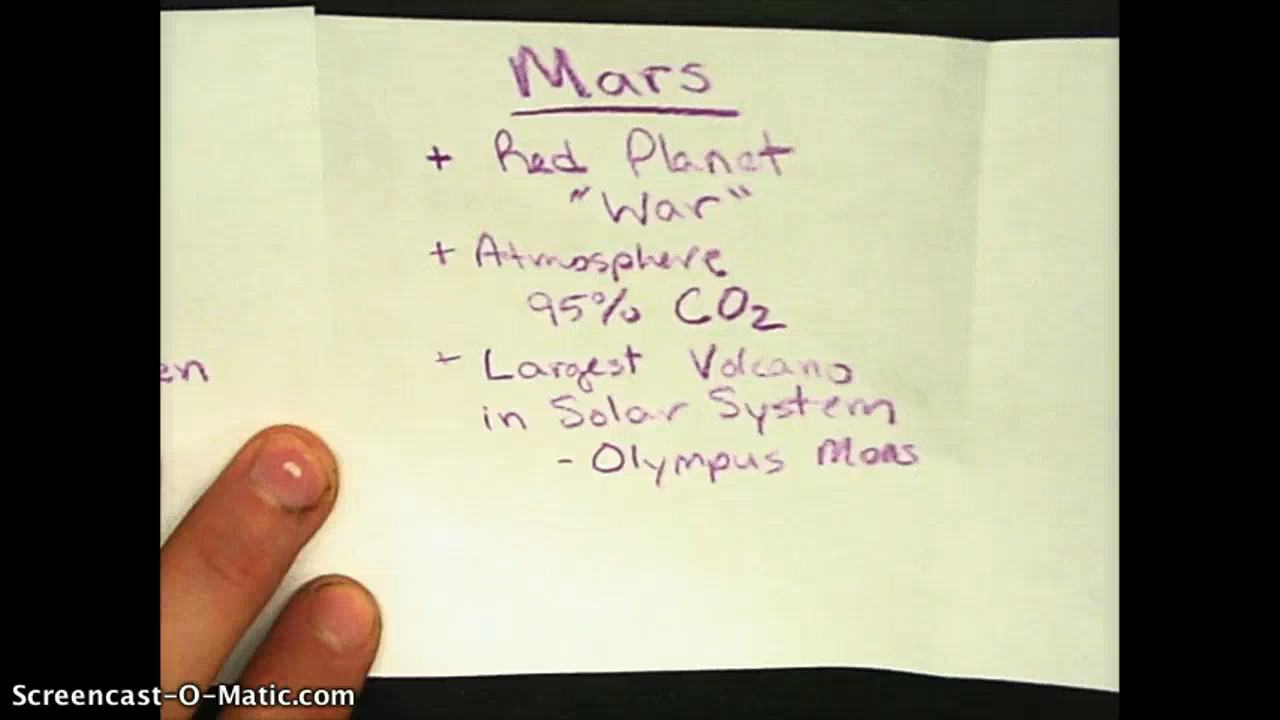 Mars
+ Red Planet
"War"
+ Atmosphere
95% CO₂
+ Largest Volcano
in Solar System
- Olympus Mons
en
Screencast-O-Matic.com